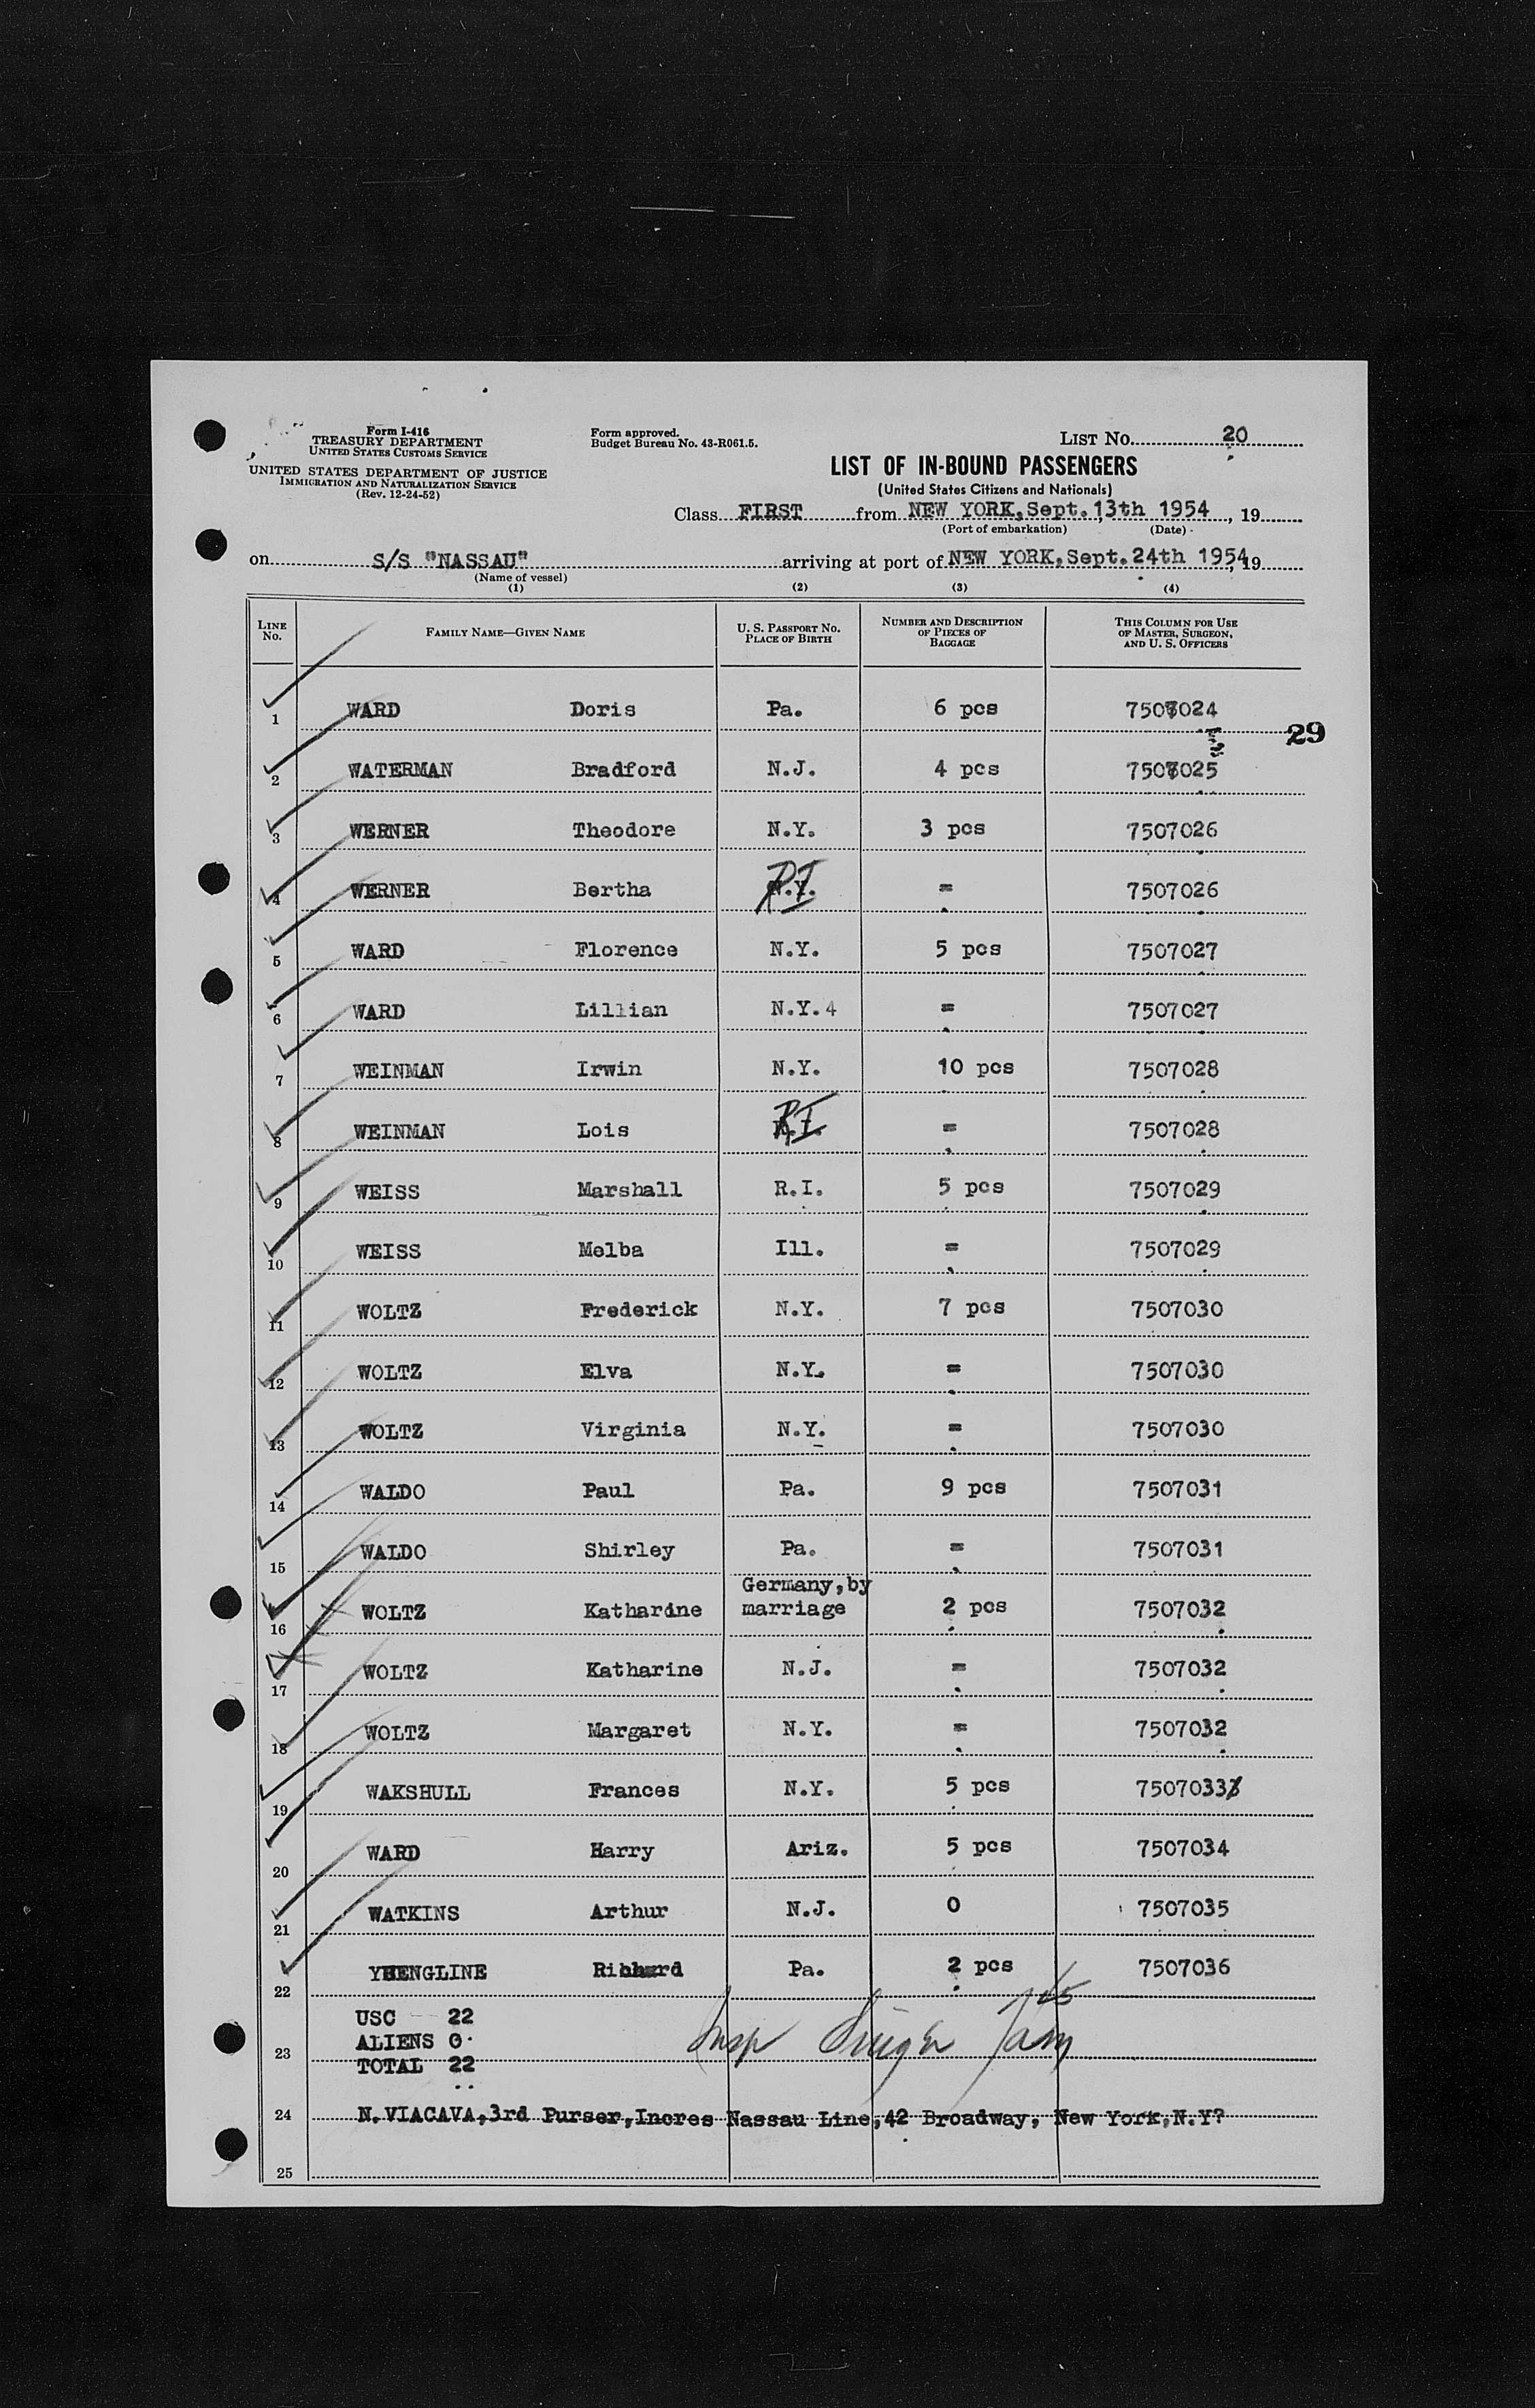 Form I-416
TREASURY DEPARTMENT
UNITED STATES CUSTOMS SERVICE
UNITED STATES DEPARTMENT OF JUSTICE
IMMIGRATION AND NATURALIZATION SERVICE
(Rev. 12-24-52)
Form approved.
Budget Bureau No. 43-R061.5.
LIST No. 20
LIST OF IN-BOUND PASSENGERS
(United States Citizens and Nationals)
Class FIRST from NEW YORK, Sept. 13th 1954, 19
(Port of embarkation) (Date)
on S/S "NASSAU" arriving at port of NEW YORK, Sept. 24th 1954, 19
(Name of vessel)
(1) (2) (3) (4)
LINE No. FAMILY NAME—GIVEN NAME U. S. PASSPORT No. PLACE OF BIRTH NUMBER AND DESCRIPTION OF PIECES OF BAGGAGE THIS COLUMN FOR USE OF MASTER, SURGEON, AND U. S. OFFICERS
1 WARD Doris Pa. 6 pcs 7507024
29
2 WATERMAN Bradford N.J. 4 pcs 7507025
3 WERNER Theodore N.Y. 3 pcs 7507026
4 WERNER Bertha N.Y. RI = 7507026
5 WARD Florence N.Y. 5 pcs 7507027
6 WARD Lillian N.Y. 4 = 7507027
7 WEINMAN Irwin N.Y. 10 pcs 7507028
8 WEINMAN Lois RI = 7507028
9 WEISS Marshall R.I. 5 pcs 7507029
10 WEISS Melba Ill. = 7507029
11 WOLTZ Frederick N.Y. 7 pcs 7507030
12 WOLTZ Elva N.Y. = 7507030
13 WOLTZ Virginia N.Y. = 7507030
14 WALDO Paul Pa. 9 pcs 7507031
15 WALDO Shirley Pa. = 7507031
16 WOLTZ Katharine Germany, by marriage 2 pcs 7507032
17 WOLTZ Katharine N.J. = 7507032
18 WOLTZ Margaret N.Y. = 7507032
19 WAKSHULL Frances N.Y. 5 pcs 7507033
20 WARD Harry Ariz. 5 pcs 7507034
21 WATKINS Arthur N.J. 0 7507035
22 YHENGLINE Rihhard Pa. 2 pcs 7507036
USC 22
ALIENS 0
23 TOTAL 22
Insp
24 N. VIACAVA, 3rd Purser, Incres Nassau Line, 42 Broadway, New York, N.Y?
25